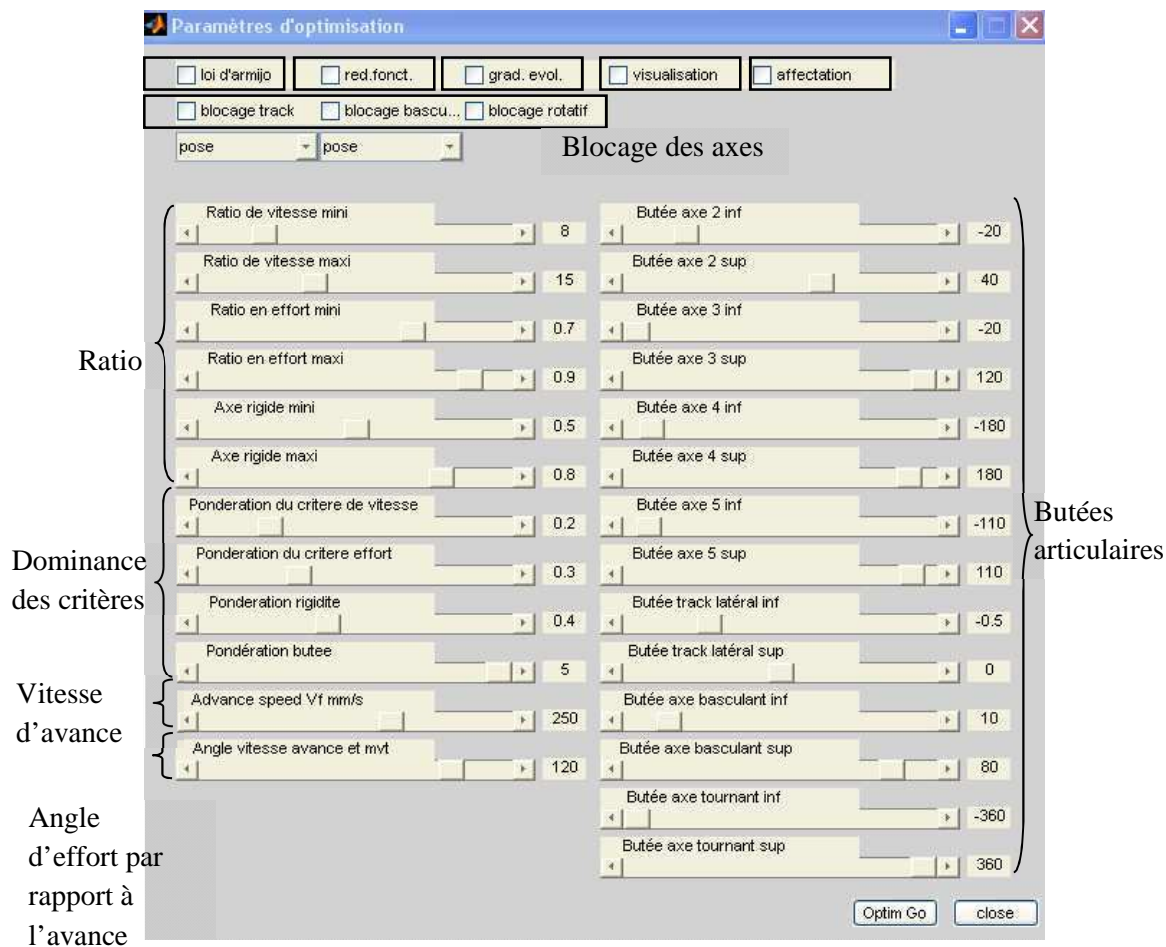 Paramètres d'optimisation
loi d'armijo red.fonct. grad. evol. visualisation affectation
blocage track blocage bascu... blocage rotatif
pose pose Blocage des axes
Ratio de vitesse mini 8 Butée axe 2 inf -20
Ratio de vitesse maxi 15 Butée axe 2 sup 40
Ratio en effort mini 0.7 Butée axe 3 inf -20
Ratio
Ratio en effort maxi 0.9 Butée axe 3 sup 120
Axe rigide mini 0.5 Butée axe 4 inf -180
Axe rigide maxi 0.8 Butée axe 4 sup 180
Ponderation du critere de vitesse 0.2 Butée axe 5 inf -110
Butées
articulaires
Dominance
des critères
Ponderation du critere effort 0.3 Butée axe 5 sup 110
Ponderation rigidite 0.4 Butée track latéral inf -0.5
Pondération butee 5 Butée track latéral sup 0
Vitesse
d'avance
Advance speed Vf mm/s 250 Butée axe basculant inf 10
Angle vitesse avance et mvt 120 Butée axe basculant sup 80
Butée axe tournant inf -360
Butée axe tournant sup 360
Angle
d'effort par
rapport à
l'avance
Optim Go close